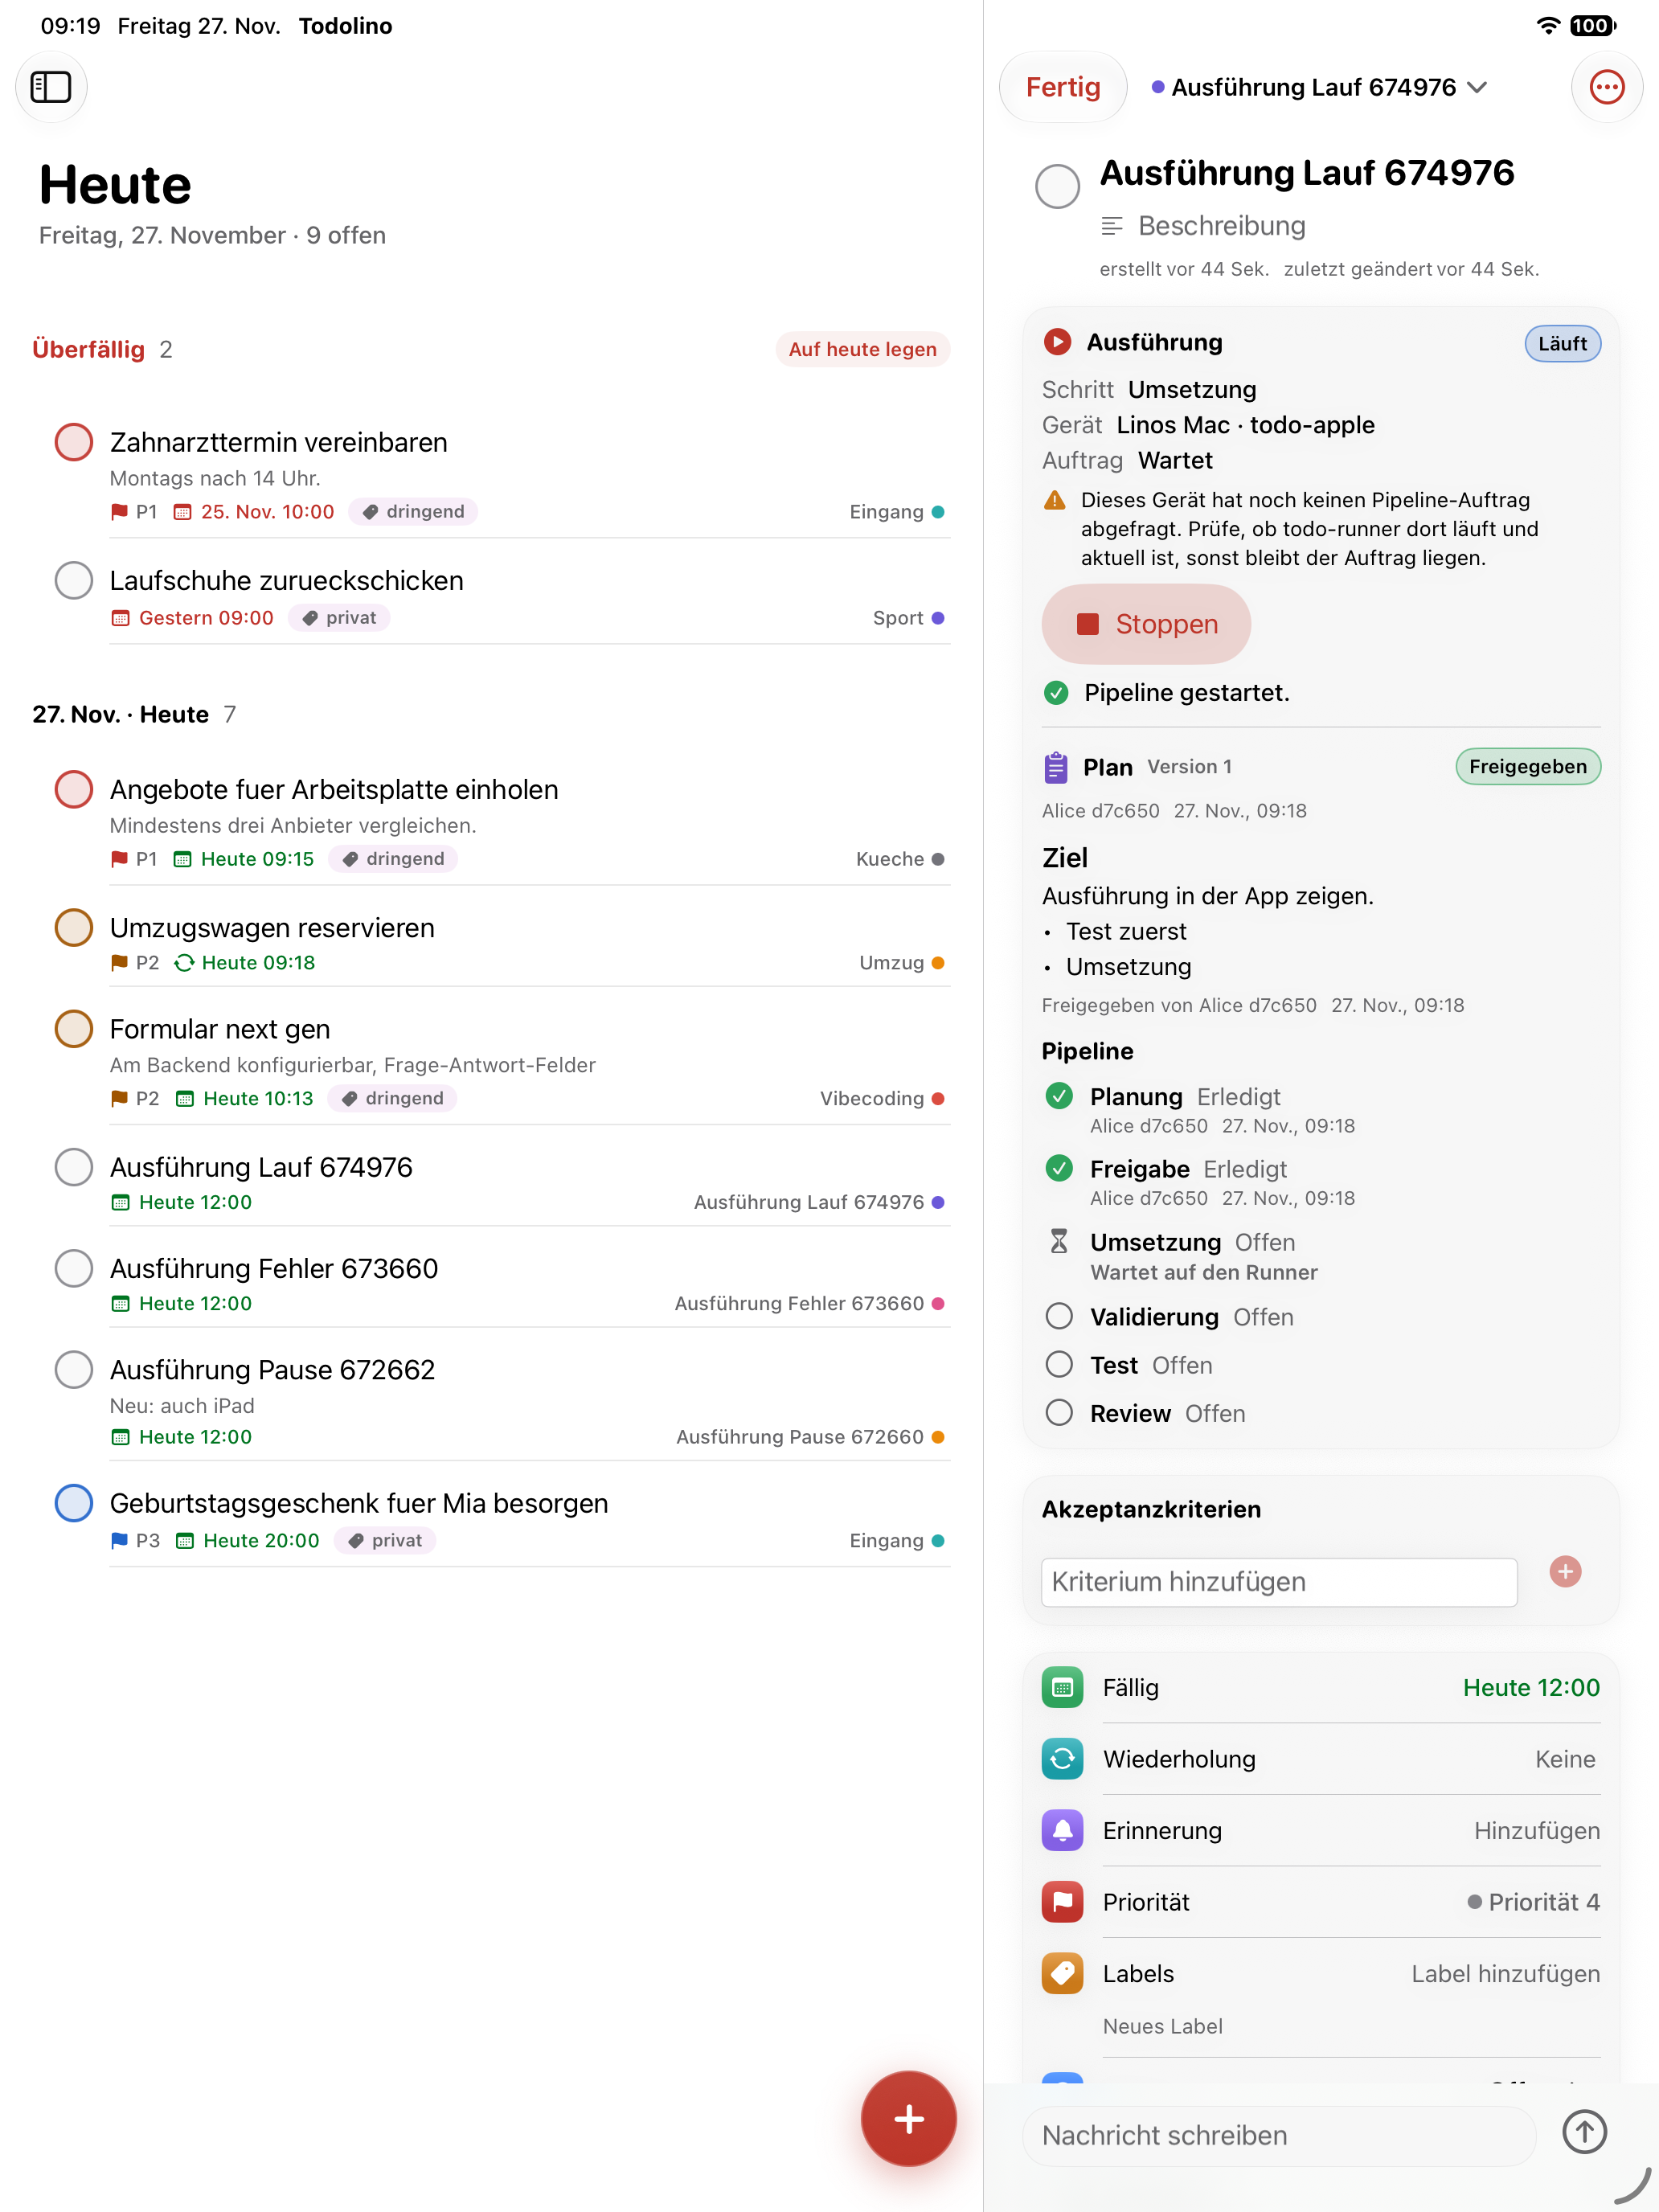 09:19 Freitag 27. Nov. Todolino
100
Heute
Freitag, 27. November · 9 offen
Überfällig 2
Auf heute legen
Zahnarzttermin vereinbaren
Montags nach 14 Uhr.
P1 25. Nov. 10:00 dringend Eingang
Laufschuhe zurueckschicken
Gestern 09:00 privat Sport
27. Nov. · Heute 7
Angebote fuer Arbeitsplatte einholen
Mindestens drei Anbieter vergleichen.
P1 Heute 09:15 dringend Kueche
Umzugswagen reservieren
P2 Heute 09:18 Umzug
Formular next gen
Am Backend konfigurierbar, Frage-Antwort-Felder
P2 Heute 10:13 dringend Vibecoding
Ausführung Lauf 674976
Heute 12:00 Ausführung Lauf 674976
Ausführung Fehler 673660
Heute 12:00 Ausführung Fehler 673660
Ausführung Pause 672662
Neu: auch iPad
Heute 12:00 Ausführung Pause 672660
Geburtstagsgeschenk fuer Mia besorgen
P3 Heute 20:00 privat Eingang
Fertig
Ausführung Lauf 674976
Ausführung Lauf 674976
Beschreibung
erstellt vor 44 Sek. zuletzt geändert vor 44 Sek.
Ausführung Läuft
Schritt Umsetzung
Gerät Linos Mac · todo-apple
Auftrag Wartet
Dieses Gerät hat noch keinen Pipeline-Auftrag
abgefragt. Prüfe, ob todo-runner dort läuft und
aktuell ist, sonst bleibt der Auftrag liegen.
Stoppen
Pipeline gestartet.
Plan Version 1 Freigegeben
Alice d7c650 27. Nov., 09:18
Ziel
Ausführung in der App zeigen.
• Test zuerst
• Umsetzung
Freigegeben von Alice d7c650 27. Nov., 09:18
Pipeline
Planung Erledigt
Alice d7c650 27. Nov., 09:18
Freigabe Erledigt
Alice d7c650 27. Nov., 09:18
Umsetzung Offen
Wartet auf den Runner
Validierung Offen
Test Offen
Review Offen
Akzeptanzkriterien
Kriterium hinzufügen
Fällig Heute 12:00
Wiederholung Keine
Erinnerung Hinzufügen
Priorität Priorität 4
Labels Label hinzufügen
Neues Label
Nachricht schreiben